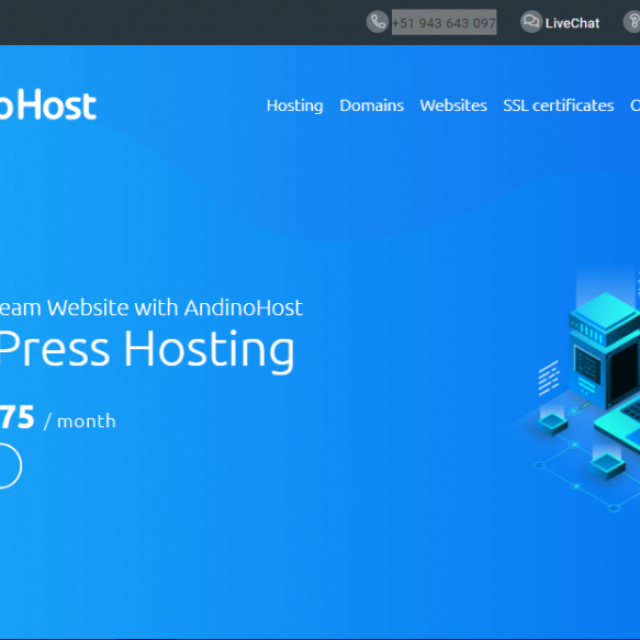 +51 943 643 097 LiveChat
oHost
Hosting Domains Websites SSL certificates
eam Website with AndinoHost
Press Hosting
75 / month